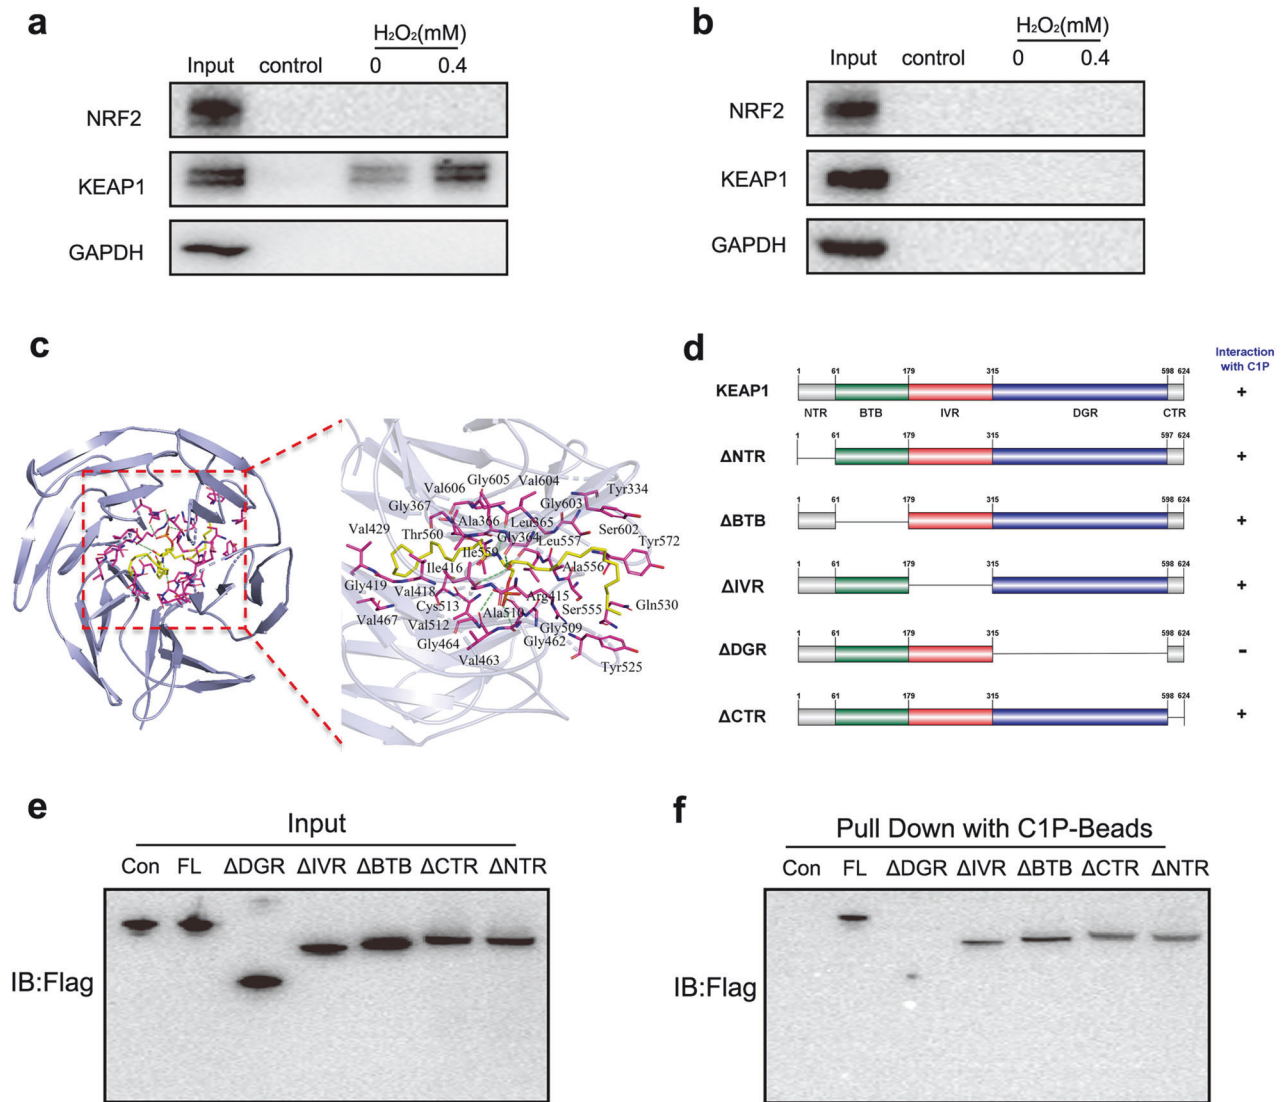 a
H₂O₂(mM)
Input control 0 0.4
NRF2
KEAP1
GAPDH
b
H₂O₂(mM)
Input control 0 0.4
NRF2
KEAP1
GAPDH
c
Gly605 Val604
Val606 Tyr334
Gly367 Gly603
Ala366 Leu365
Val429 Thr560 Gly364 Leu557 Ser602
Ile559 Tyr572
Ile416 Ala556
Gly419 Val418 Arg415
Cys513 Ser555 Gln530
Val467 Val512 Ala510 Gly509
Gly464 Gly462
Val463 Tyr525
d
Interaction
with C1P
1 61 179 315 598 624
KEAP1 +
NTR BTB IVR DGR CTR
1 61 179 315 597 624
ΔNTR +
1 61 179 315 598 624
ΔBTB +
1 61 179 315 598 624
ΔIVR +
1 61 179 315 598 624
ΔDGR -
1 61 179 315 598 624
ΔCTR +
e
Input
Con FL ΔDGR ΔIVR ΔBTB ΔCTR ΔNTR
IB:Flag
f
Pull Down with C1P-Beads
Con FL ΔDGR ΔIVR ΔBTB ΔCTR ΔNTR
IB:Flag